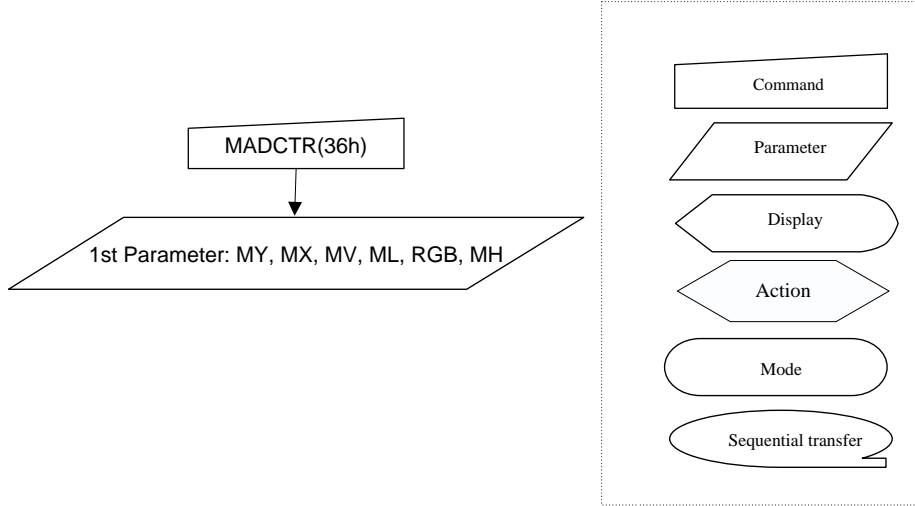 MADCTR(36h)
1st Parameter: MY, MX, MV, ML, RGB, MH
Command
Parameter
Display
Action
Mode
Sequential transfer